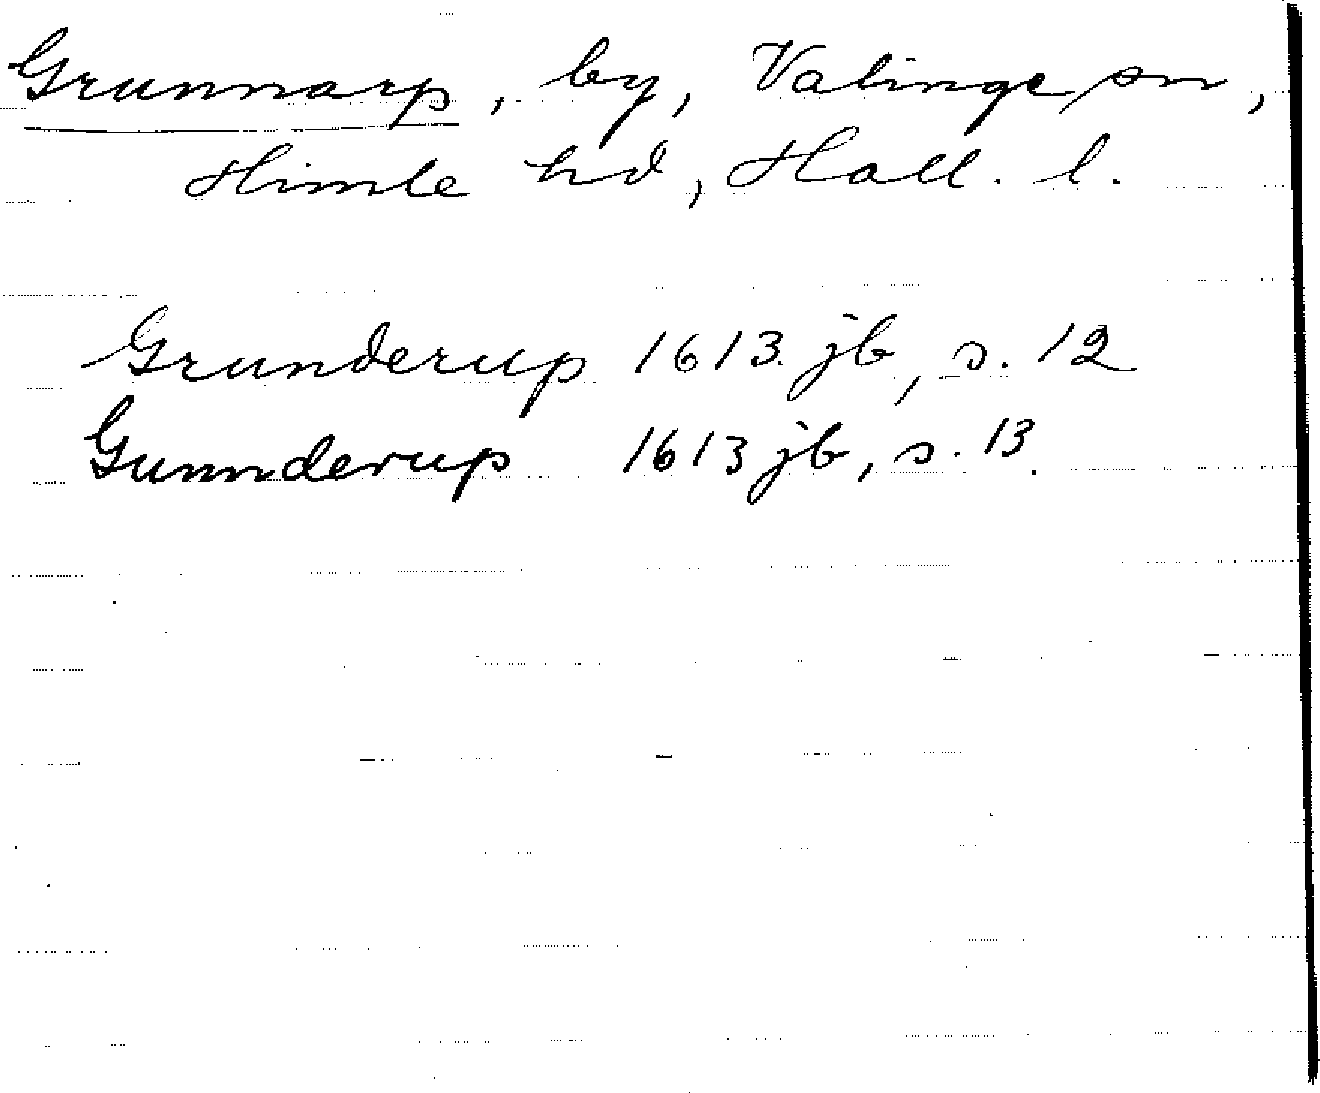 Grunnarp, by, Valinge sn,
Himle hd, Hall. l.
Grunderup 1613 jb, s. 12
Gunnderup 1613 jb, s. 13.